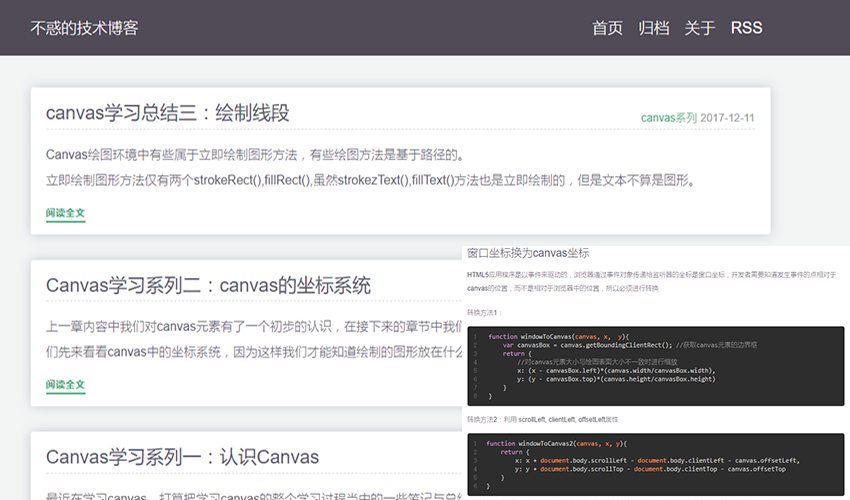 不惑的技术博客
首页 归档 关于 RSS
canvas学习总结三：绘制线段
canvas系列 2017-12-11
Canvas绘图环境中有些属于立即绘制图形方法，有些绘图方法是基于路径的。
立即绘制图形方法仅有两个strokeRect(),fillRect(),虽然strokezText(),fillText()方法也是立即绘制的，但是文本不算是图形。
阅读全文
Canvas学习系列二：canvas的坐标系统
上一章内容中我们对canvas元素有了一个初步的认识，在接下来的章节中我们
们先来看看canvas中的坐标系统，因为这样我们才能知道绘制的图形放在什么
阅读全文
Canvas学习系列一：认识Canvas
最近在学习canvas，打算把学习canvas的整个学习过程当中的一些笔记与总结
窗口坐标换为canvas坐标
HTML5应用程序是以事件来驱动的，浏览器通过事件对象传递给监听器的坐标是窗口坐标，开发者需要知道发生事件的点相对于
canvas的位置，而不是相对于浏览器中的位置，所以必须进行转换
转换方法1：
1 function windowToCanvas(canvas, x, y){
2 var canvasBox = canvas.getBoundingClientRect(); //获取canvas元素的边界框
3 return {
4 //对canvas元素大小与绘图表面大小不一致时进行缩放
5 x: (x - canvasBox.left)*(canvas.width/canvasBox.width),
6 y: (y - canvasBox.top)*(canvas.height/canvasBox.height)
7 }
8 }
转换方法2：利用 scrollLeft, clientLeft, offsetLeft属性
1 function windowToCanvas2(canvas, x, y){
2 return {
3 x: x + document.body.scrollLeft - document.body.clientLeft - canvas.offsetLeft,
4 y: y + document.body.scrollTop - document.body.clientTop - canvas.offsetTop
5 }
6 }